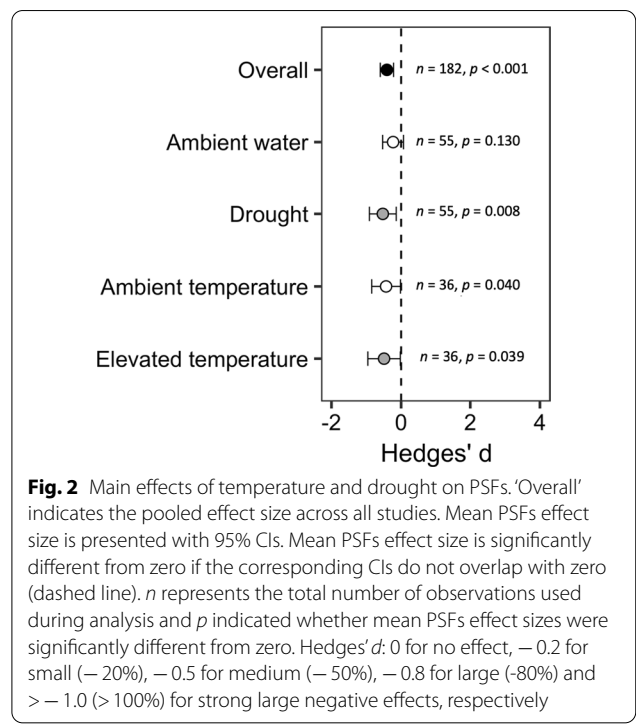 Overall
n = 182, p < 0.001
Ambient water
n = 55, p = 0.130
Drought
n = 55, p = 0.008
Ambient temperature
n = 36, p = 0.040
Elevated temperature
n = 36, p = 0.039
-2 0 2 4
Hedges' d
Fig. 2 Main effects of temperature and drought on PSFs. ‘Overall’
indicates the pooled effect size across all studies. Mean PSFs effect
size is presented with 95% CIs. Mean PSFs effect size is significantly
different from zero if the corresponding CIs do not overlap with zero
(dashed line). n represents the total number of observations used
during analysis and p indicated whether mean PSFs effect sizes were
significantly different from zero. Hedges’ d: 0 for no effect, − 0.2 for
small (− 20%), − 0.5 for medium (− 50%), − 0.8 for large (-80%) and
> − 1.0 (> 100%) for strong large negative effects, respectively